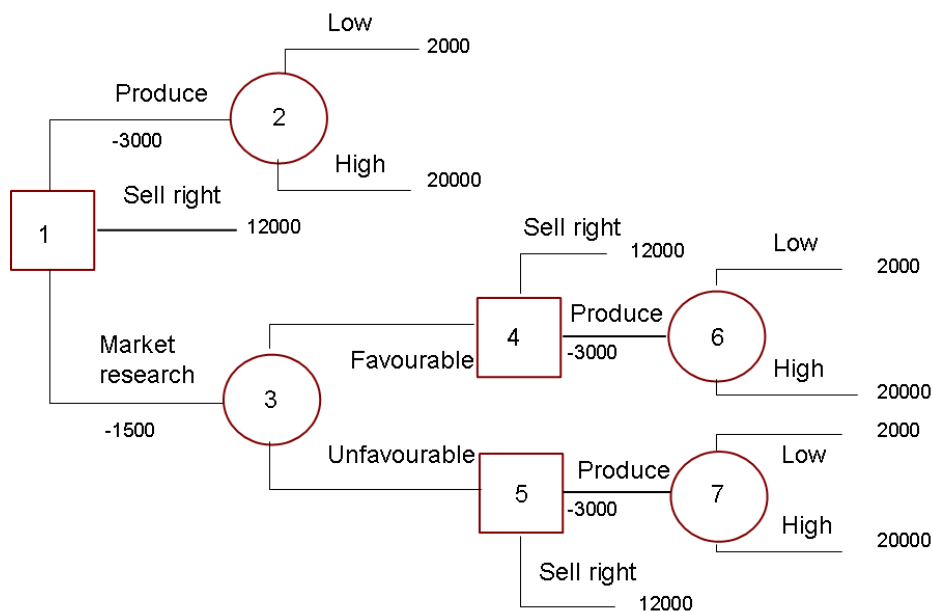 Low
2000
Produce
2
-3000
High
20000
Sell right
12000
1
Sell right
12000
Low
2000
Market
research
3
Favourable
4
Produce
-3000
6
High
20000
-1500
Unfavourable
5
Produce
-3000
7
2000
Low
High
20000
Sell right
12000